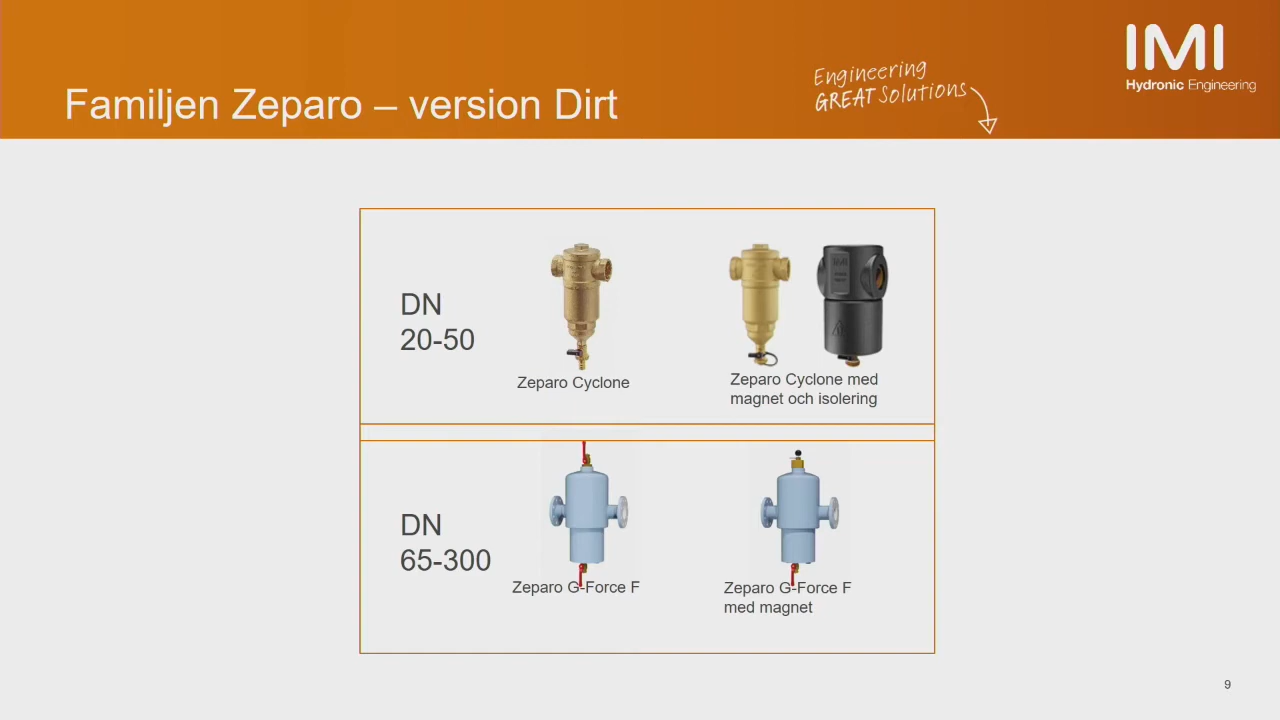 Familjen Zeparo – version Dirt
Engineering
GREAT Solutions
IMI
Hydronic Engineering
DN
20-50
Zeparo Cyclone
IMI
Zeparo Cyclone med
magnet och isolering
DN
65-300
Zeparo G-Force F
Zeparo G-Force F
med magnet
9